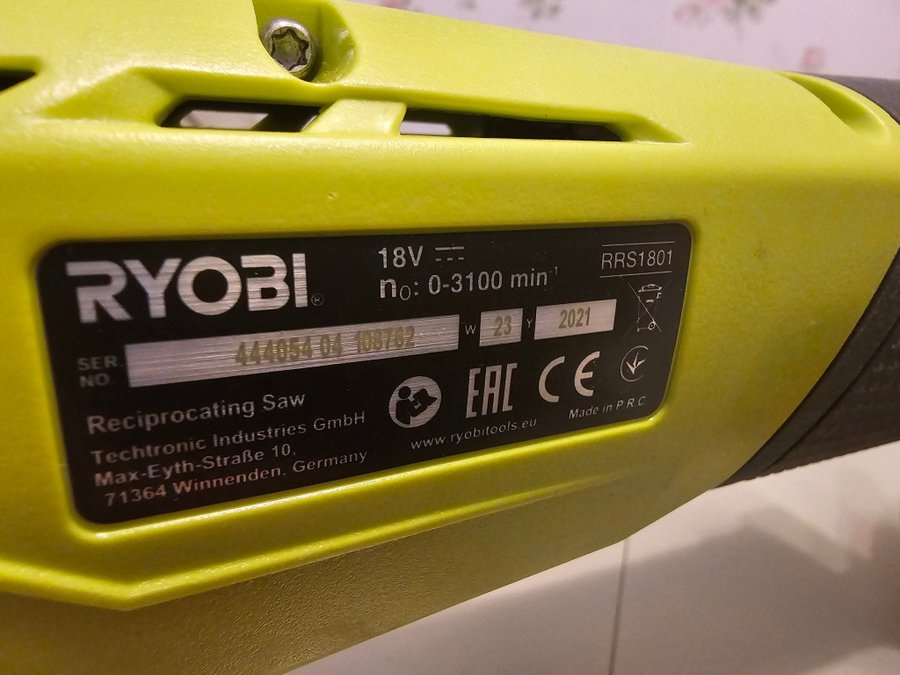 RYOBI®
18V
n₀: 0-3100 min⁻¹
RRS1801
SER
NO.
444054 04
W 23 Y 2021
Reciprocating Saw
Techtronic Industries GmbH
Max-Eyth-Straße 10,
71364 Winnenden, Germany
EAC CE
www.ryobitools.eu
Made in P.R.C